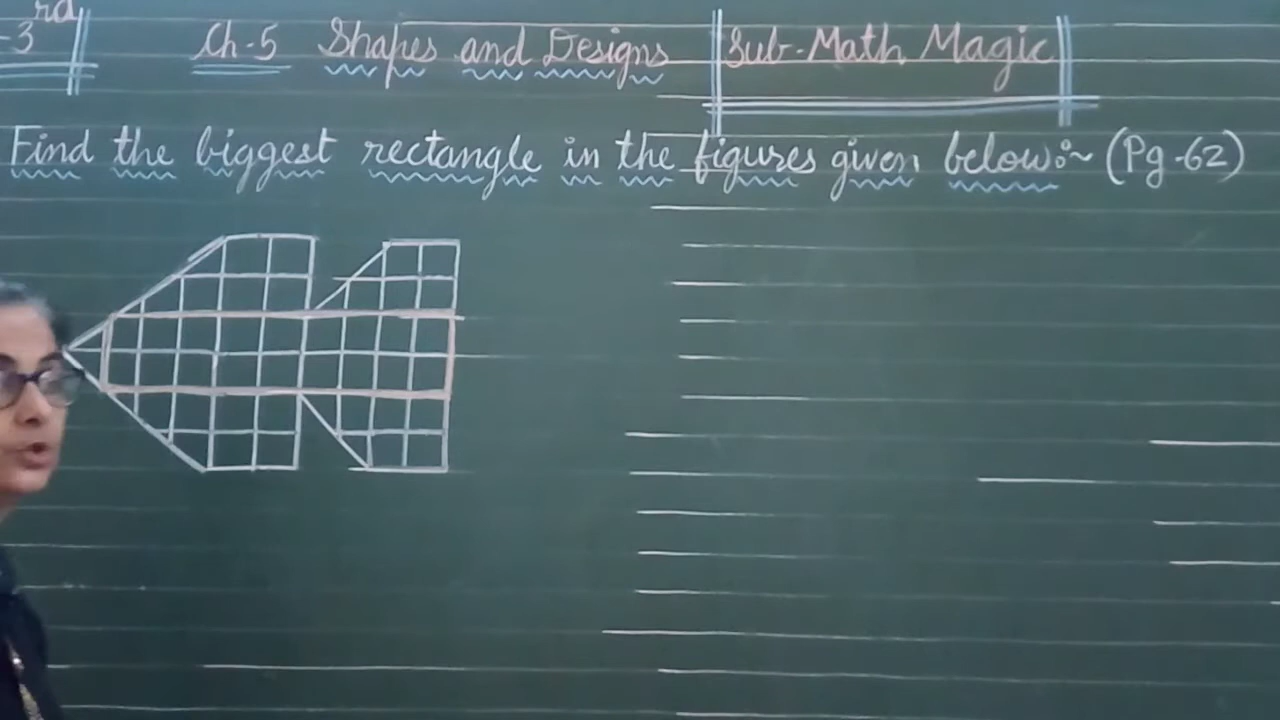 -3rd Ch-5 Shapes and Designs Sub-Math Magic
Find the biggest rectangle in the figures given below:~ (Pg-62)